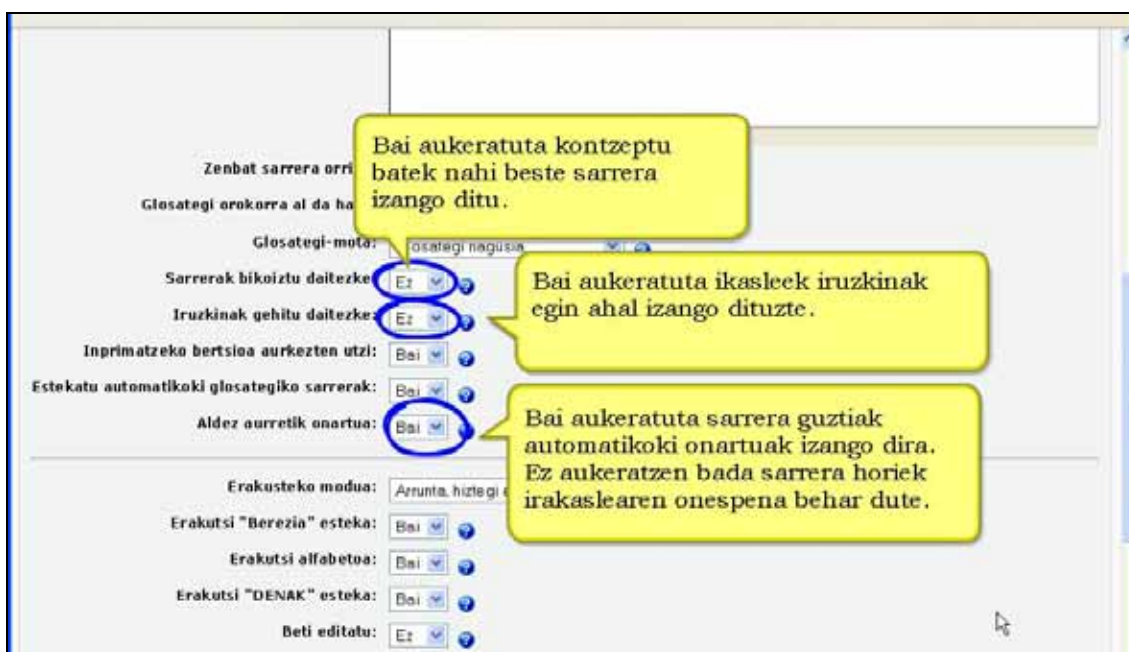 Bai aukeratuta kontzeptu
batek nahi beste sarrera
izango ditu.
Zenbat sarrera
Glosategi orokorra al da
Glosategi-mota: osategi nagusia
Sarrerak bikoiztu daitezke Ez
Bai aukeratuta ikasleek iruzkinak
egin ahal izango dituzte.
Iruzkinak gehitu daitezke: Ez
Inprimatzeko bertsioa aurkezten utzi: Bai
Estekatu automatikoki glosategiko sarrerak: Bai
Aldez aurretik onartua: Bai
Bai aukeratuta sarrera guztiak
automatikoki onartuak izango dira.
Ez aukeratzen bada sarrera horiek
irakaslearen onespena behar dute.
Erakusteko modua: Arrunta, hiztegi
Erakutsi "Berezia" esteka: Bai
Erakutsi alfabetoa: Bai
Erakutsi "DENAK" esteka: Bai
Beti editatu: Ez